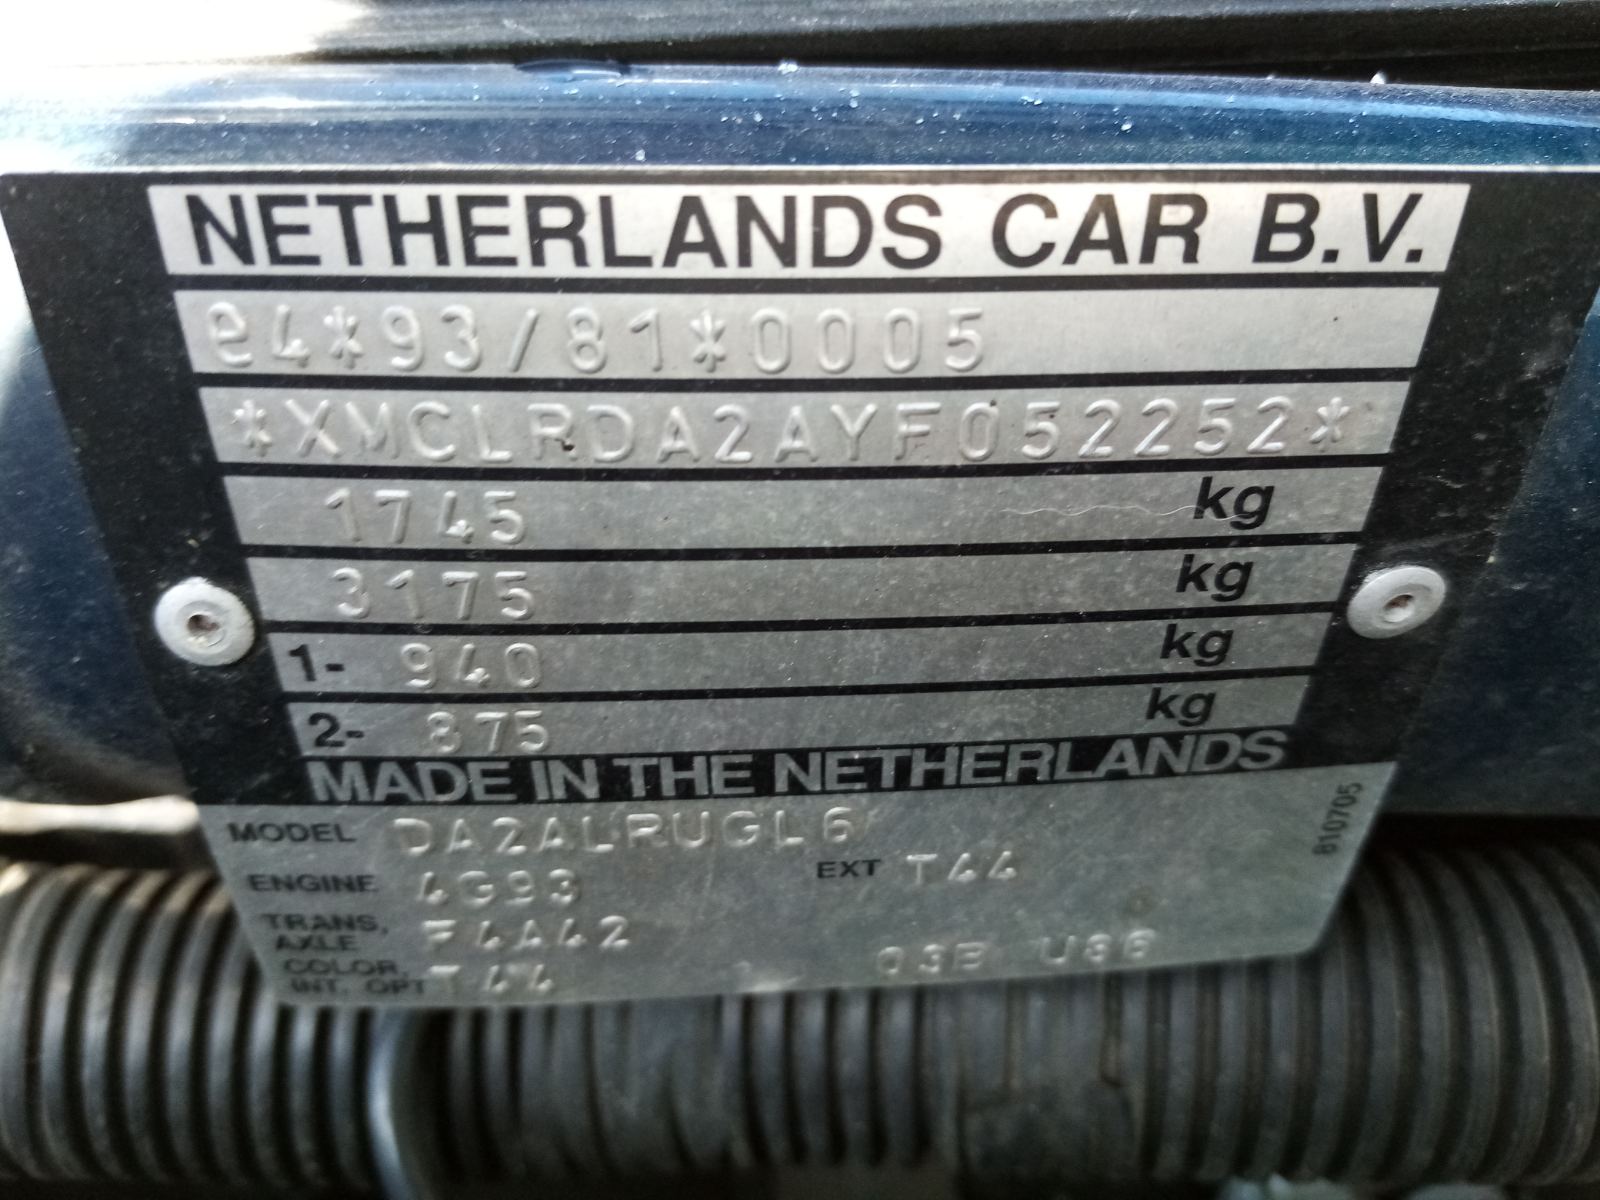 NETHERLANDS CAR B.V.
e4*93/81*0005
*XMCLRDA2AYF052252*
1745 kg
3175 kg
1- 940 kg
2- 875 kg
MADE IN THE NETHERLANDS
MODEL DA2ALRUGL6
810705
ENGINE 4G93 EXT T44
TRANS, AXLE F4A42
COLOR, INT. OPT T44 03B U36